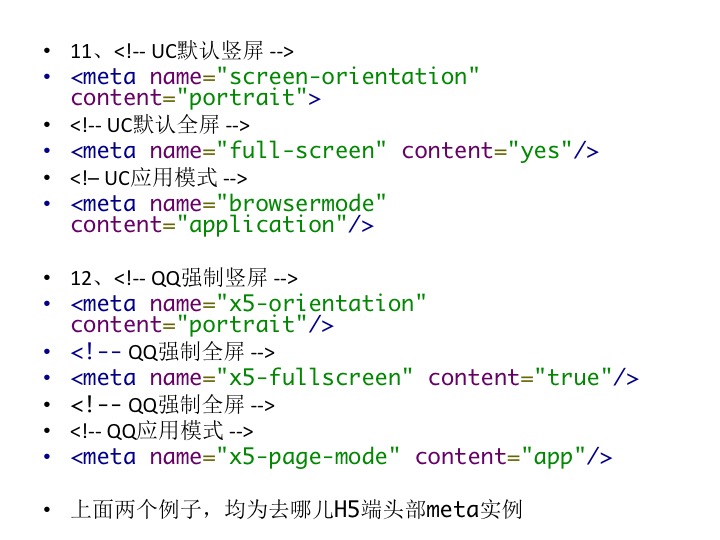 • 11、<!-- UC默认竖屏 -->
• <meta name="screen-orientation"
content="portrait">
• <!-- UC默认全屏 -->
• <meta name="full-screen" content="yes"/>
• <!– UC应用模式 -->
• <meta name="browsermode"
content="application"/>
• 12、<!-- QQ强制竖屏 -->
• <meta name="x5-orientation"
content="portrait"/>
• <!-- QQ强制全屏 -->
• <meta name="x5-fullscreen" content="true"/>
• <!-- QQ强制全屏 -->
• <!-- QQ应用模式 -->
• <meta name="x5-page-mode" content="app"/>
• 上面两个例子，均为去哪儿H5端头部meta实例